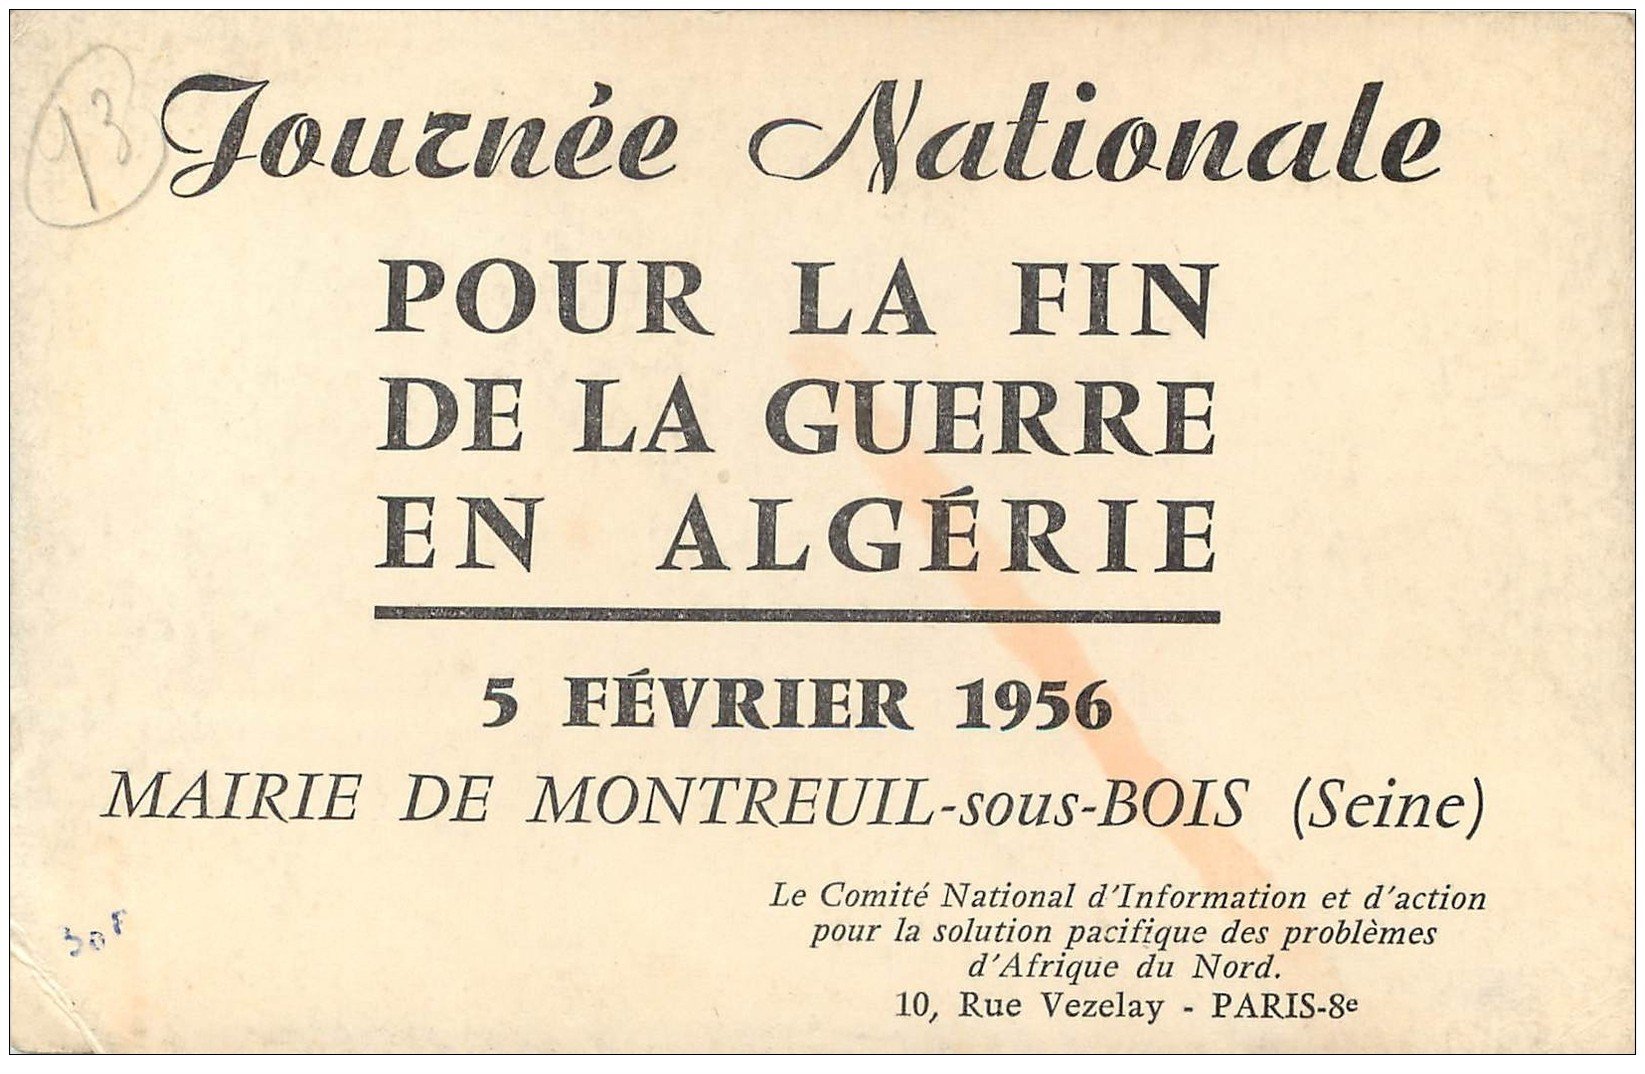 13
Journée Nationale
POUR LA FIN
DE LA GUERRE
EN ALGÉRIE
5 FÉVRIER 1956
MAIRIE DE MONTREUIL-sous-BOIS (Seine)
Le Comité National d'Information et d'action
pour la solution pacifique des problèmes
d'Afrique du Nord.
10, Rue Vezelay - PARIS-8e
30F